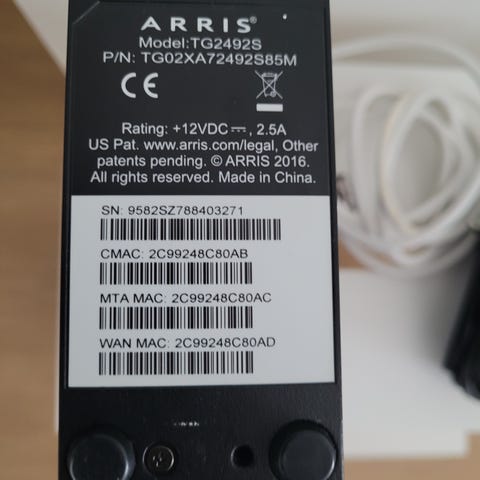 ARRIS®
Model:TG2492S
P/N: TG02XA72492S85M
CE
Rating: +12VDC⎓, 2.5A
US Pat. www.arris.com/legal, Other
patents pending. © ARRIS 2016.
All rights reserved. Made in China.
SN: 9582SZ788403271
CMAC: 2C99248C80AB
MTA MAC: 2C99248C80AC
WAN MAC: 2C99248C80AD